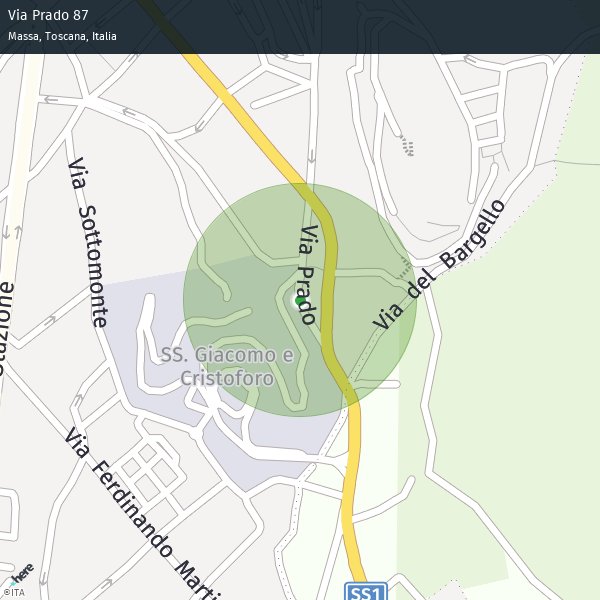 Via Prado 87
Massa, Toscana, Italia
Via Sottomonte
Via Prado
Via del Bargello
Stazione
SS. Giacomo e
Cristoforo
Via Ferdinando Marti
SS1
here
©ITA